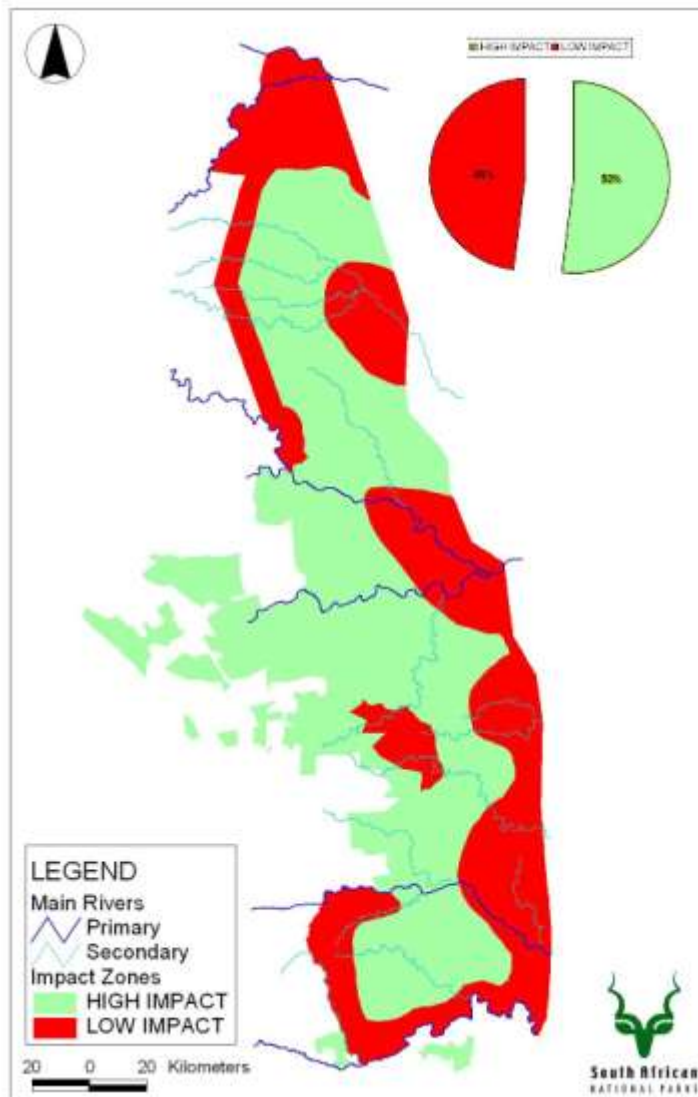 HIGH IMPACT LOW IMPACT
52%
LEGEND
Main Rivers
Primary
Secondary
Impact Zones
HIGH IMPACT
LOW IMPACT
20 0 20 Kilometers
South African
NATIONAL PARKS